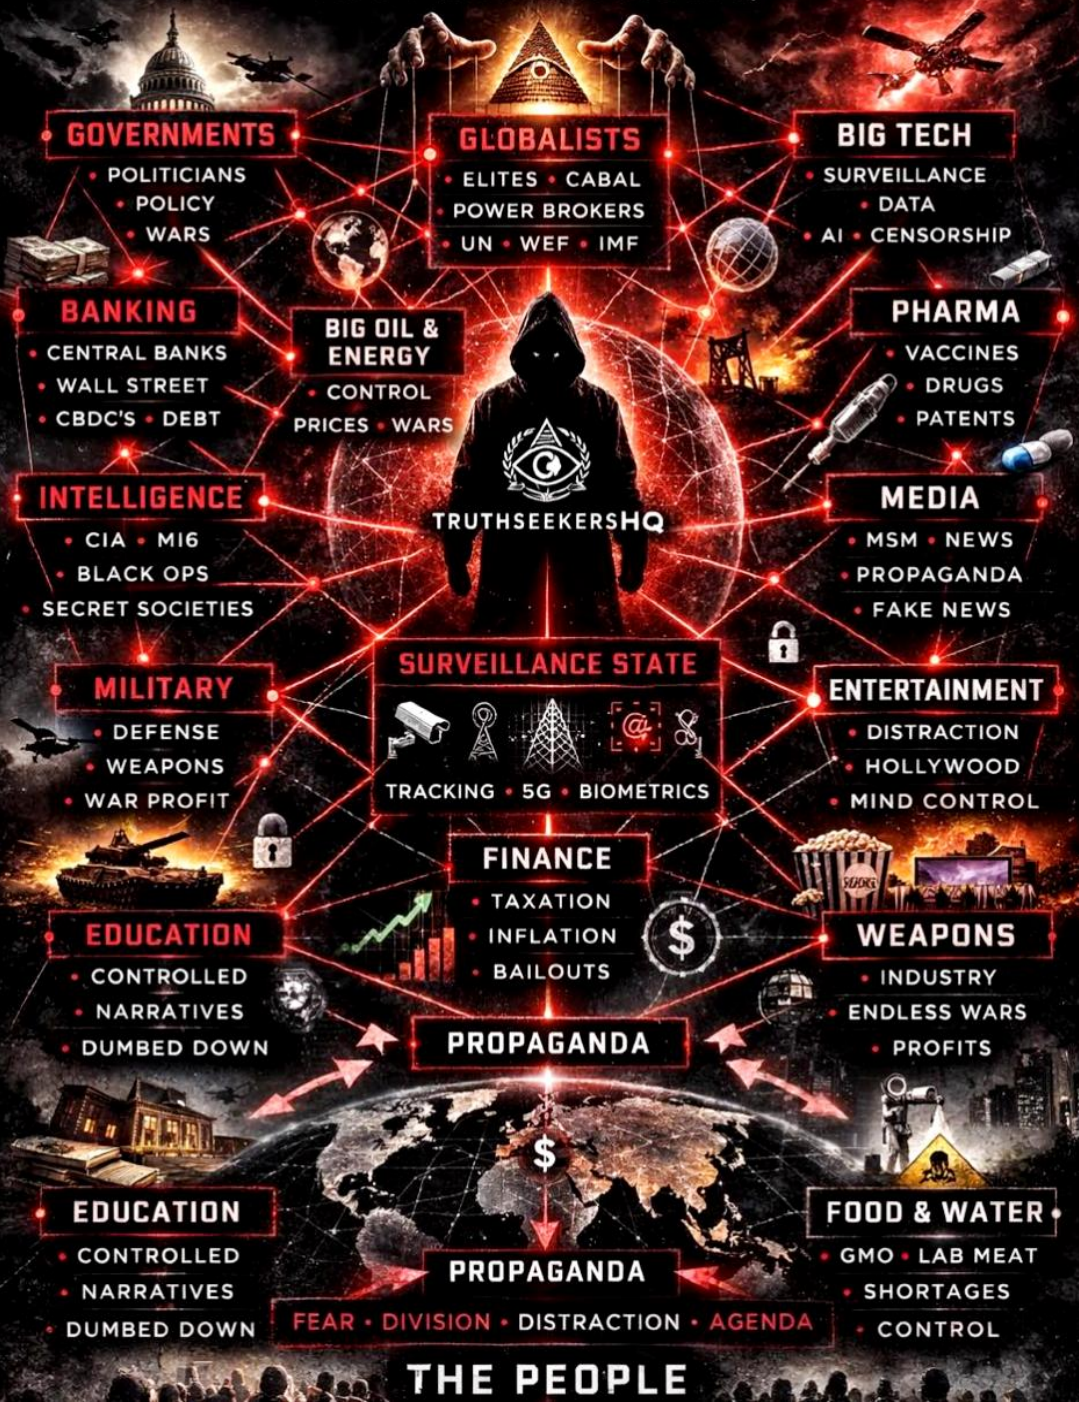 GOVERNMENTS
• POLITICIANS
• POLICY
• WARS
GLOBALISTS
• ELITES • CABAL
POWER BROKERS
• UN • WEF • IMF
BIG TECH
• SURVEILLANCE
• DATA
• AI • CENSORSHIP
BANKING
• CENTRAL BANKS
• WALL STREET
• CBDC'S • DEBT
BIG OIL &
ENERGY
• CONTROL
PRICES • WARS
PHARMA
• VACCINES
• DRUGS
• PATENTS
TRUTHSEEKERSHQ
INTELLIGENCE
• CIA • MI6
• BLACK OPS
• SECRET SOCIETIES
MEDIA
• MSM • NEWS
• PROPAGANDA
• FAKE NEWS
SURVEILLANCE STATE
@
TRACKING • 5G • BIOMETRICS
MILITARY
• DEFENSE
• WEAPONS
• WAR PROFIT
ENTERTAINMENT
• DISTRACTION
• HOLLYWOOD
• MIND CONTROL
FINANCE
• TAXATION
• INFLATION
• BAILOUTS
$
EDUCATION
• CONTROLLED
• NARRATIVES
• DUMBED DOWN
WEAPONS
• INDUSTRY
• ENDLESS WARS
• PROFITS
PROPAGANDA
$
EDUCATION
• CONTROLLED
• NARRATIVES
• DUMBED DOWN
FOOD & WATER
• GMO • LAB MEAT
• SHORTAGES
• CONTROL
PROPAGANDA
FEAR • DIVISION • DISTRACTION • AGENDA
THE PEOPLE